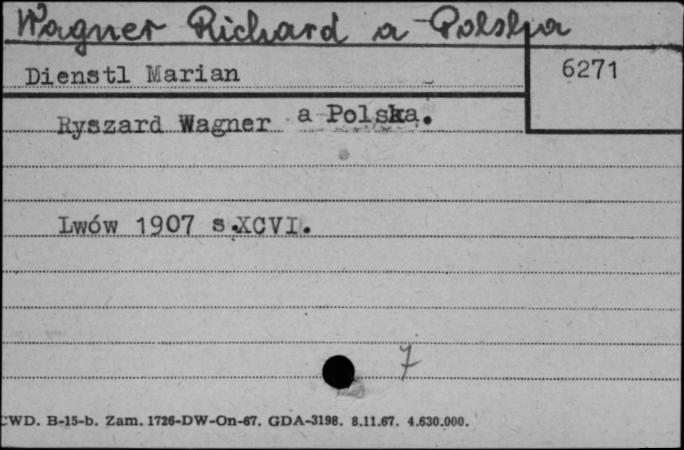 Wagner Richard a Polska
Dienstl Marian
6271
Ryszard Wagner a Polska.
Lwów 1907 s.XCVI.
7
CWD. B-15-b. Zam. 1726-DW-On-67. GDA-3198. 8.11.67. 4.630.000.